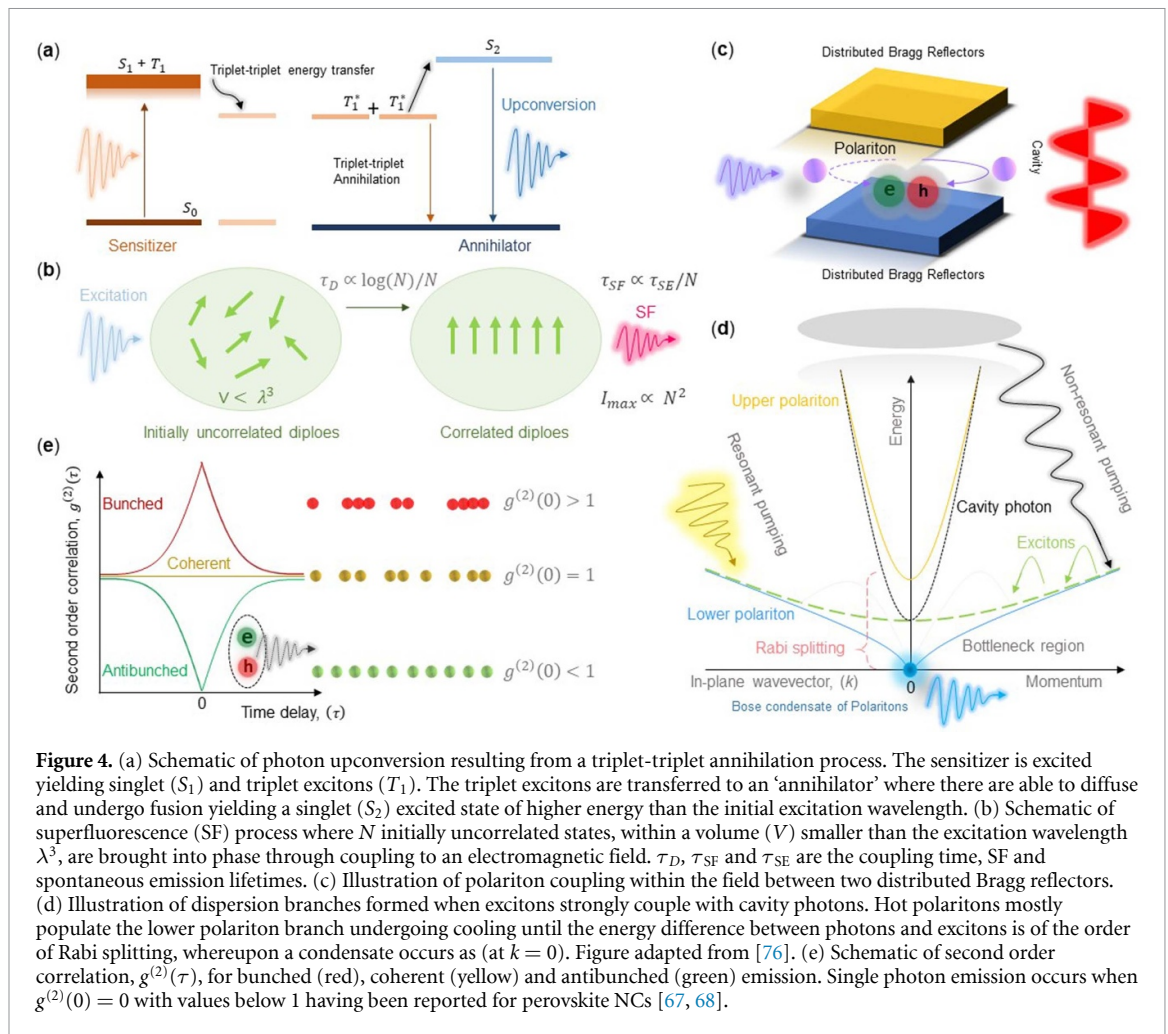 (a)
S₁ + T₁
Triplet-triplet energy transfer
S₂
T₁* + T₁*
Upconversion
Triplet-triplet
Annihilation
S₀
Sensitizer
Annihilator
(b)
Excitation
τ_D ∝ log(N)/N
τ_SF ∝ τ_SE/N
SF
V < λ³
I_max ∝ N²
Initially uncorrelated diploes
Correlated diploes
(c)
Distributed Bragg Reflectors
Polariton
e
h
Cavity
Distributed Bragg Reflectors
(d)
Upper polariton
Energy
Non-resonant pumping
Resonant pumping
Cavity photon
Excitons
Lower polariton
Rabi splitting
Bottleneck region
In-plane wavevector, (k)
0
Momentum
Bose condensate of Polaritons
(e)
Second order correlation, g⁽²⁾(τ)
Bunched
g⁽²⁾(0) > 1
Coherent
g⁽²⁾(0) = 1
e
h
Antibunched
g⁽²⁾(0) < 1
0
Time delay, (τ)
Figure 4. (a) Schematic of photon upconversion resulting from a triplet-triplet annihilation process. The sensitizer is excited
yielding singlet (S₁) and triplet excitons (T₁). The triplet excitons are transferred to an ‘annihilator’ where there are able to diffuse
and undergo fusion yielding a singlet (S₂) excited state of higher energy than the initial excitation wavelength. (b) Schematic of
superfluorescence (SF) process where N initially uncorrelated states, within a volume (V) smaller than the excitation wavelength
λ³, are brought into phase through coupling to an electromagnetic field. τ_D, τ_SF and τ_SE are the coupling time, SF and
spontaneous emission lifetimes. (c) Illustration of polariton coupling within the field between two distributed Bragg reflectors.
(d) Illustration of dispersion branches formed when excitons strongly couple with cavity photons. Hot polaritons mostly
populate the lower polariton branch undergoing cooling until the energy difference between photons and excitons is of the order
of Rabi splitting, whereupon a condensate occurs as (at k = 0). Figure adapted from [76]. (e) Schematic of second order
correlation, g⁽²⁾(τ), for bunched (red), coherent (yellow) and antibunched (green) emission. Single photon emission occurs when
g⁽²⁾(0) = 0 with values below 1 having been reported for perovskite NCs [67, 68].